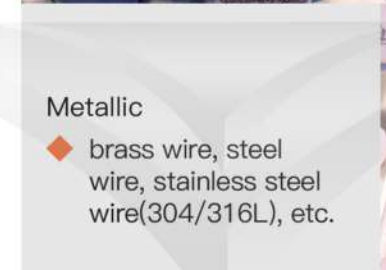 Metallic
brass wire, steel
wire, stainless steel
wire(304/316L), etc.